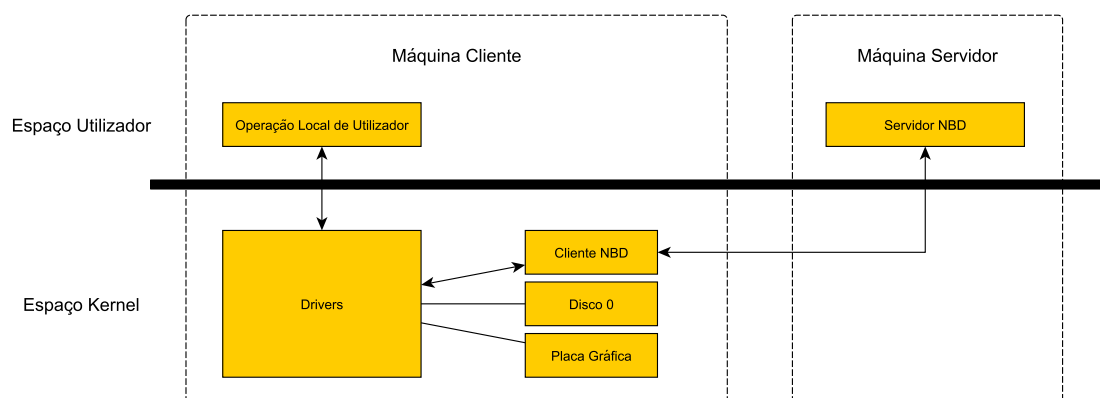 Máquina Cliente
Máquina Servidor
Espaço Utilizador
Operação Local de Utilizador
Servidor NBD
Cliente NBD
Espaço Kernel
Drivers
Disco 0
Placa Gráfica